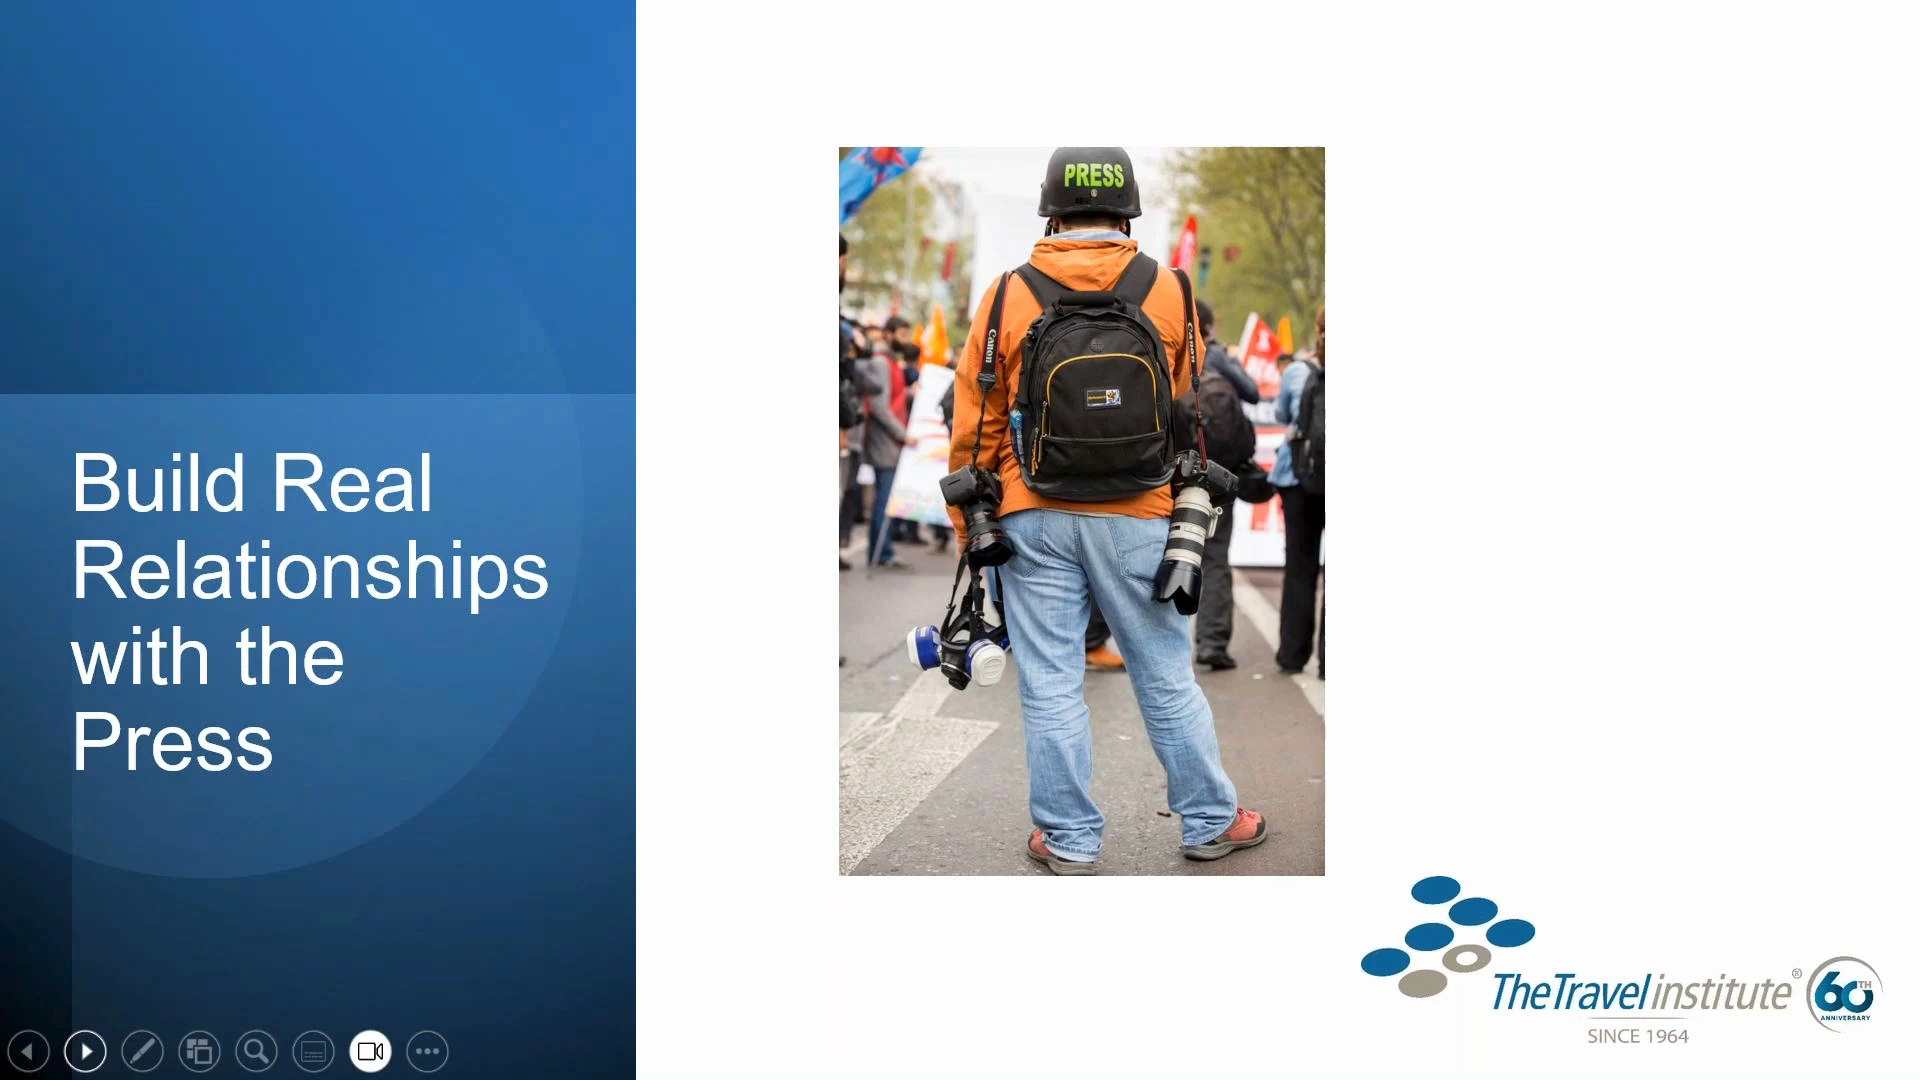 Build Real
Relationships
with the
Press
PRESS
Canon
Canon
TheTravelinstitute®
SINCE 1964
60TH
ANNIVERSARY